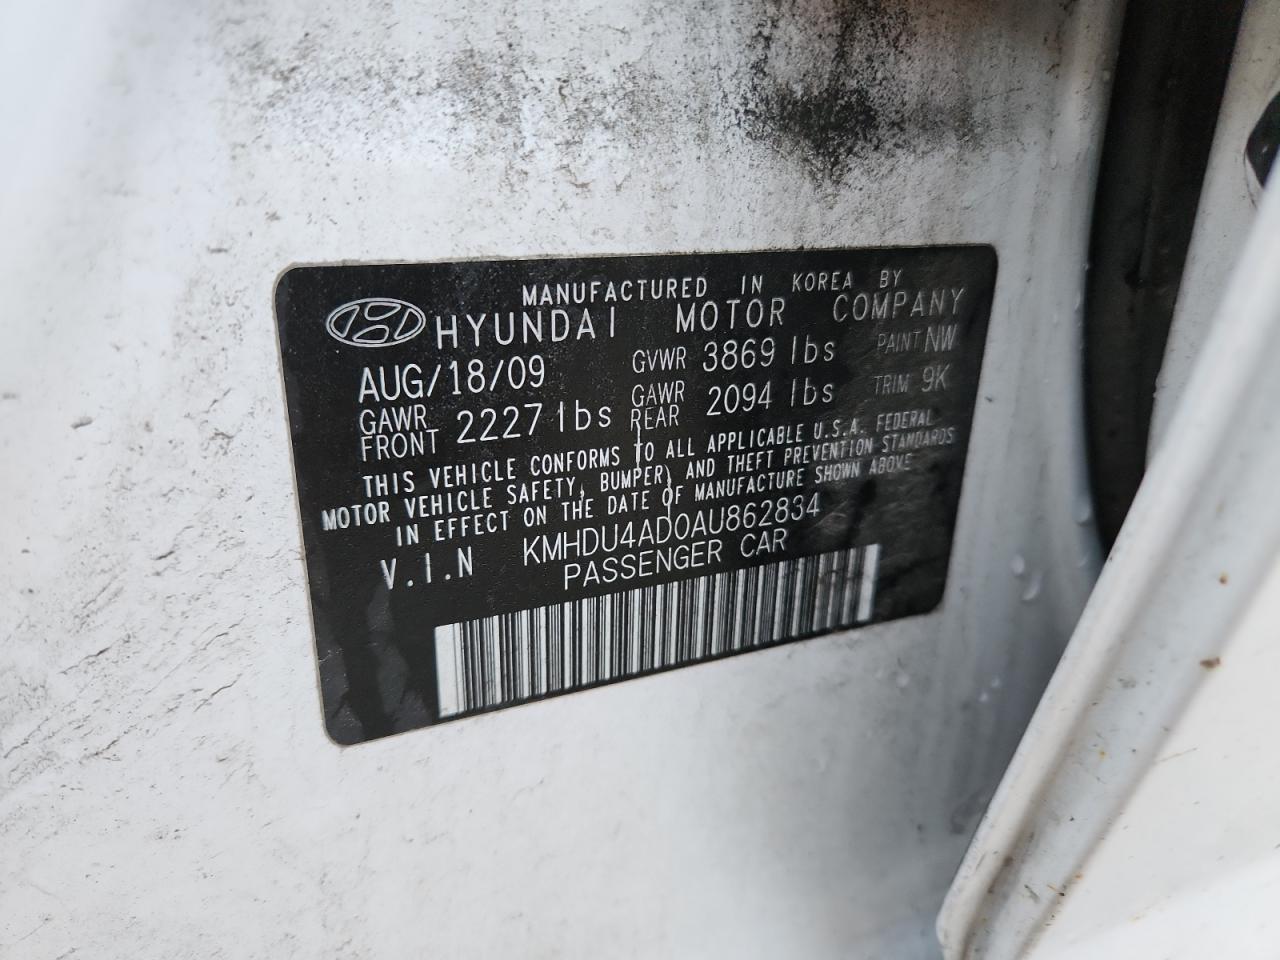 MANUFACTURED IN KOREA BY
HYUNDAI MOTOR COMPANY
AUG/18/09 GVWR 3869 lbs PAINT NW
GAWR FRONT 2227 lbs GAWR REAR 2094 lbs TRIM 9K
THIS VEHICLE CONFORMS TO ALL APPLICABLE U.S.A. FEDERAL
MOTOR VEHICLE SAFETY, BUMPER, AND THEFT PREVENTION STANDARDS
IN EFFECT ON THE DATE OF MANUFACTURE SHOWN ABOVE
V.I.N KMHDU4AD0AU862834
PASSENGER CAR